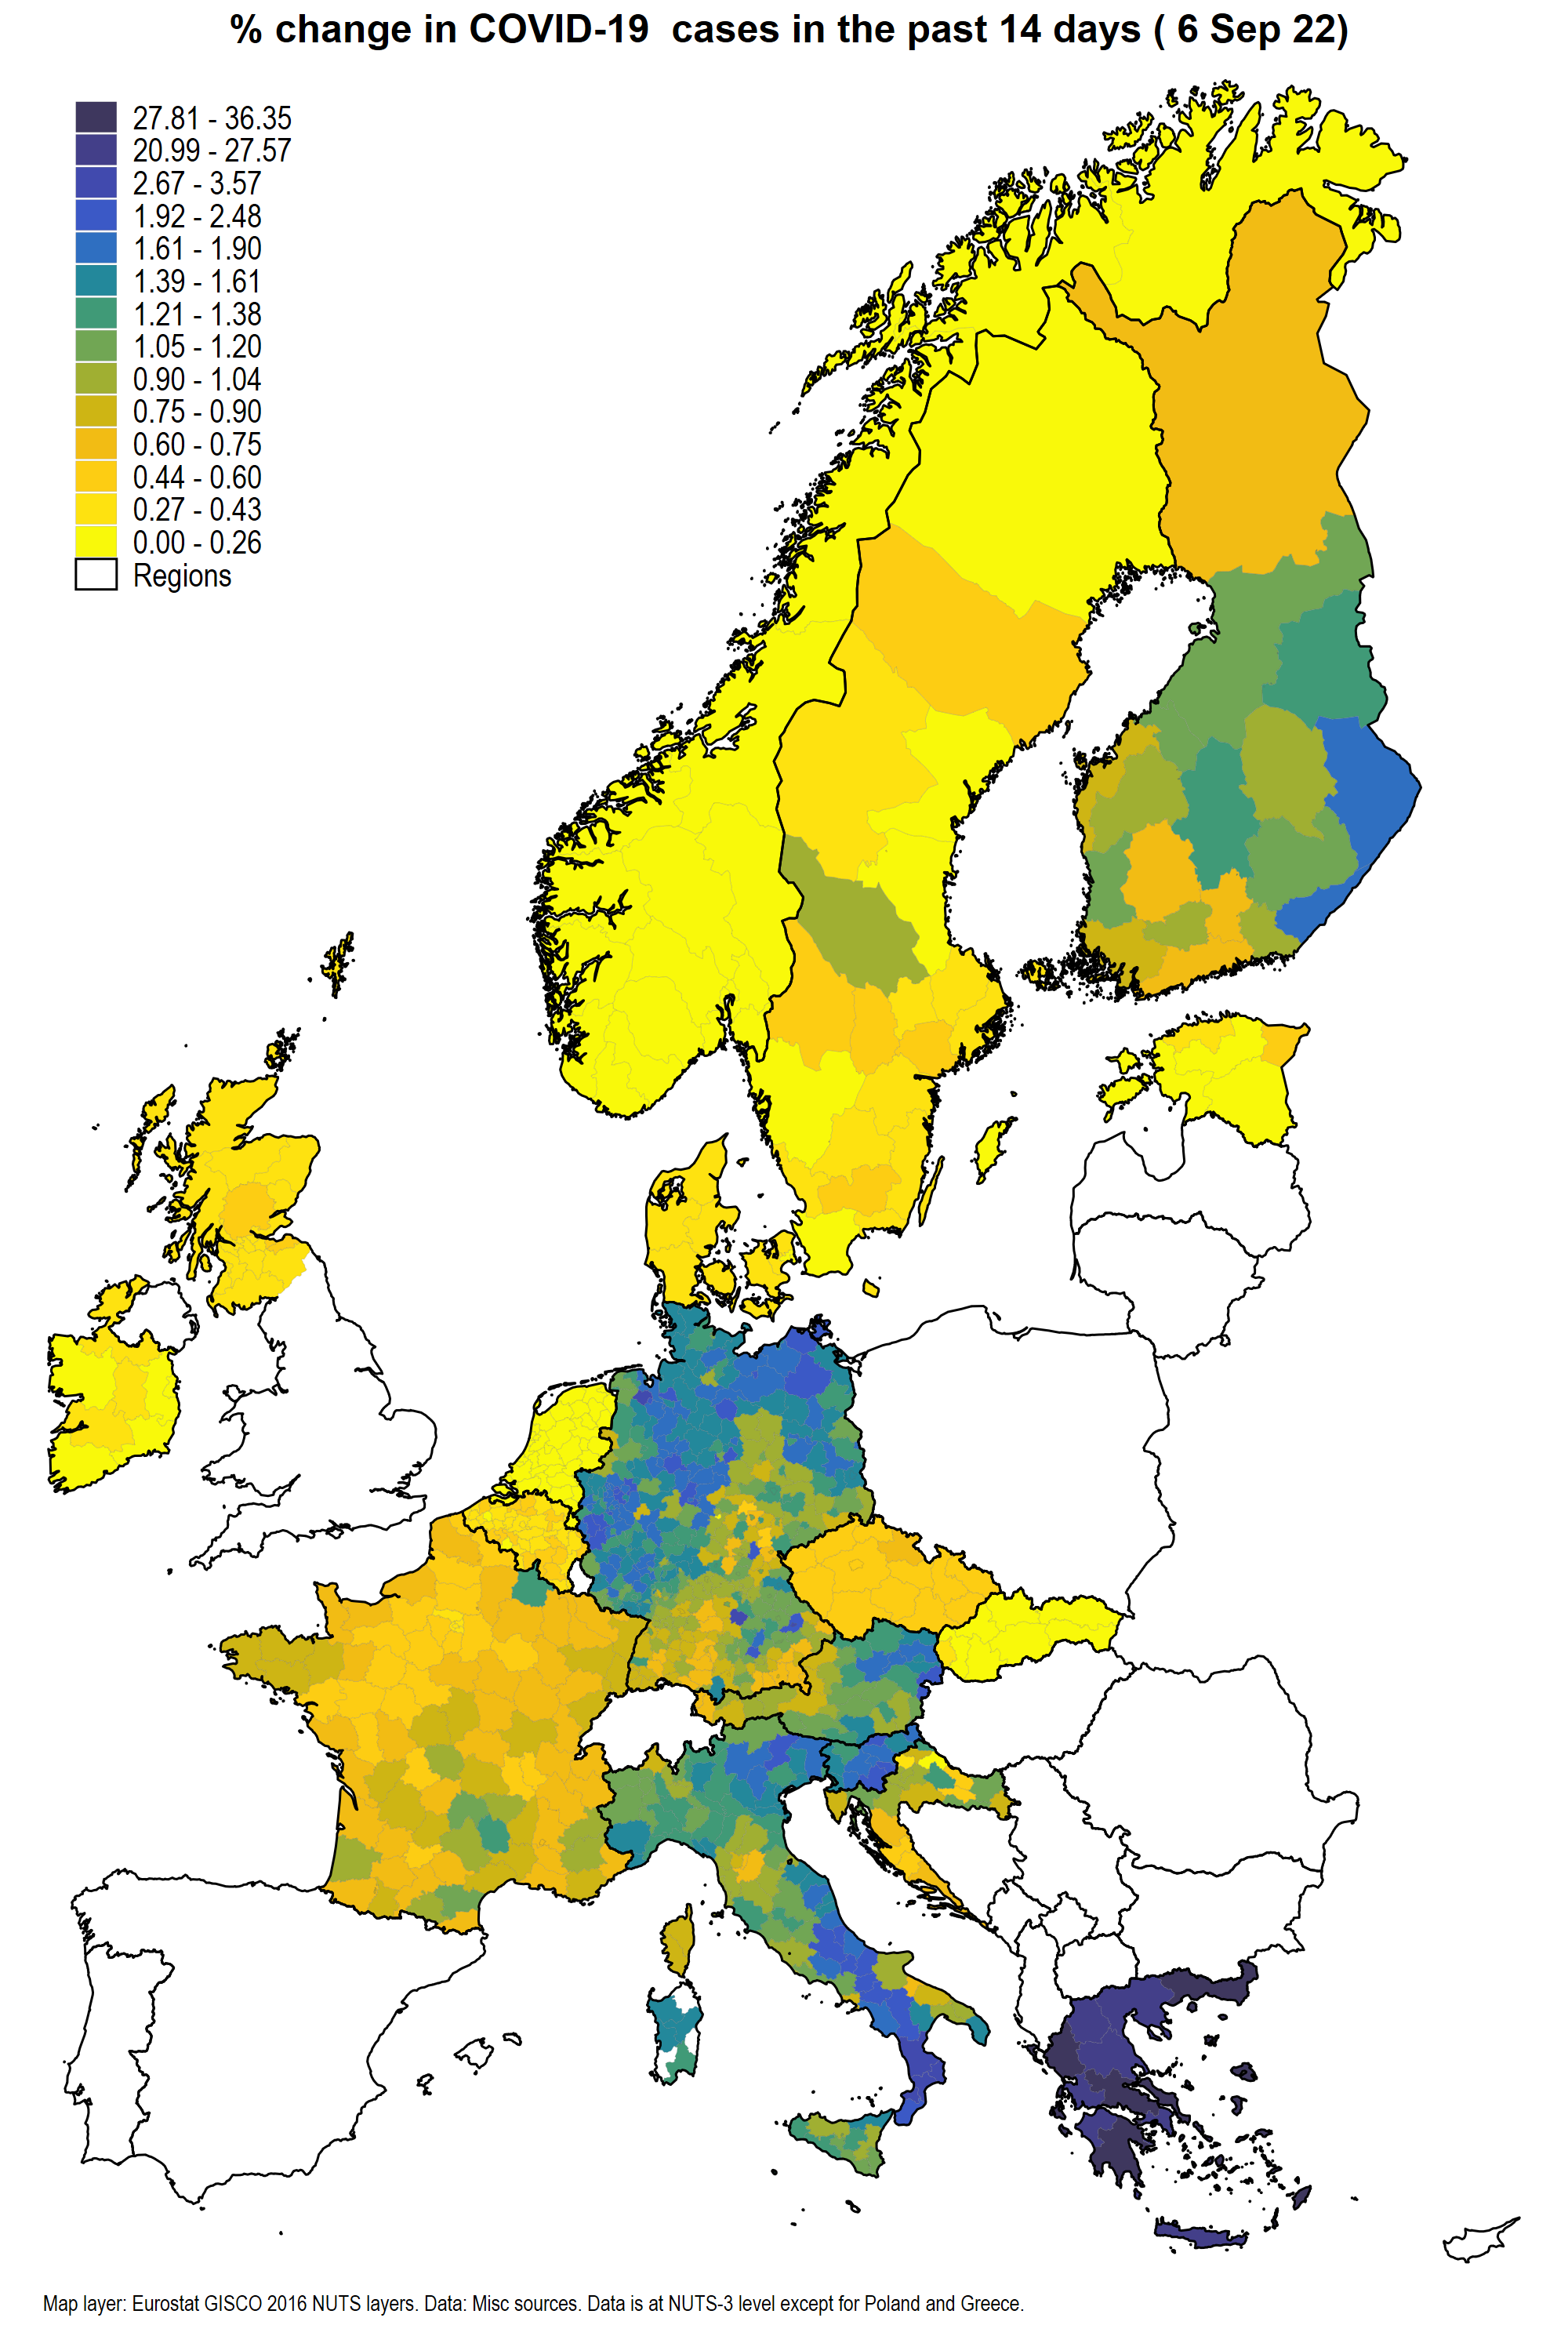 % change in COVID-19  cases in the past 14 days ( 6 Sep 22)
27.81 - 36.35
20.99 - 27.57
2.67 - 3.57
1.92 - 2.48
1.61 - 1.90
1.39 - 1.61
1.21 - 1.38
1.05 - 1.20
0.90 - 1.04
0.75 - 0.90
0.60 - 0.75
0.44 - 0.60
0.27 - 0.43
0.00 - 0.26
Regions
Map layer: Eurostat GISCO 2016 NUTS layers. Data: Misc sources. Data is at NUTS-3 level except for Poland and Greece.